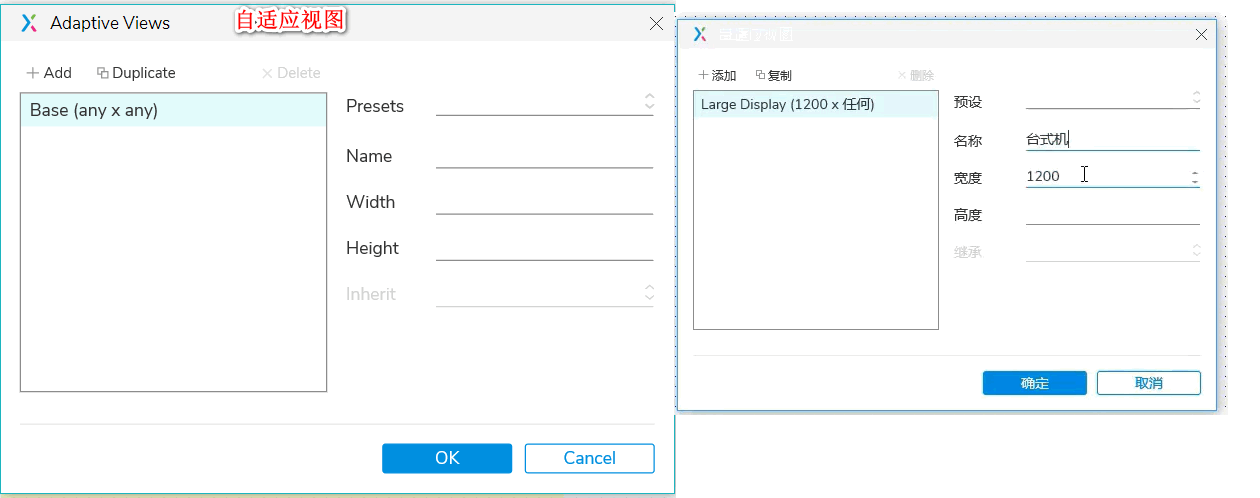 Adaptive Views
自适应视图
Add
Duplicate
Delete
Base (any x any)
Presets
Name
Width
Height
Inherit
OK
Cancel
添加
复制
删除
Large Display (1200 x 任何)
预设
名称
台式机
宽度
1200
高度
继承
确定
取消